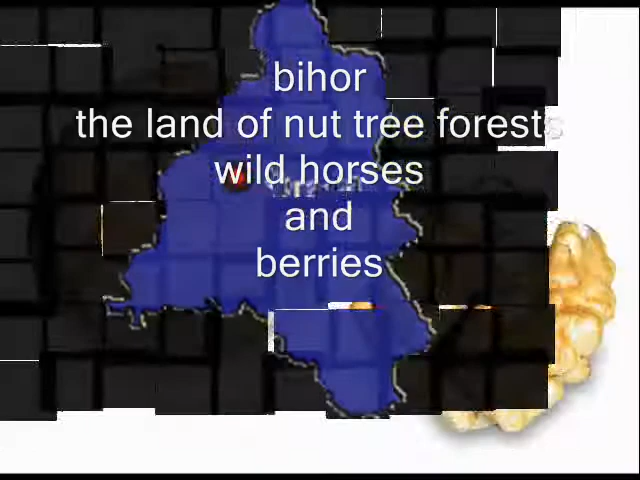 bihor
the land of nut tree forests
wild horses
and
berries